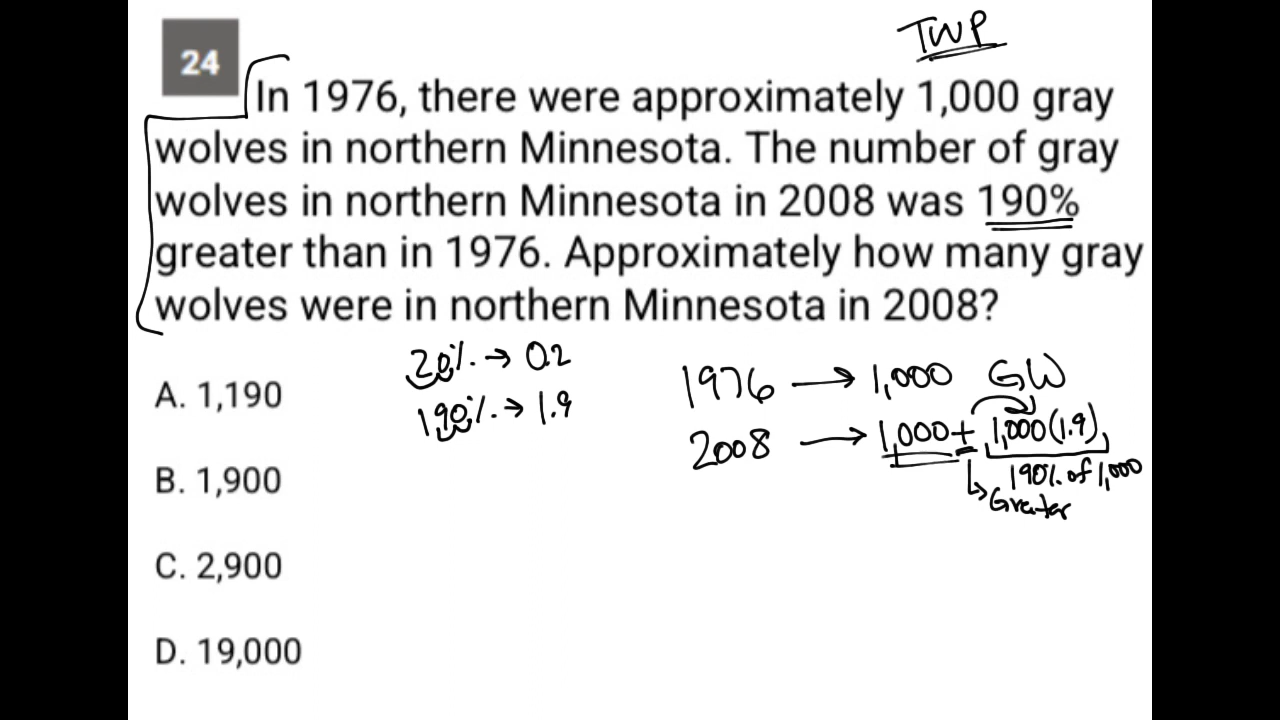 TWP
24
In 1976, there were approximately 1,000 gray
wolves in northern Minnesota. The number of gray
wolves in northern Minnesota in 2008 was 190%
greater than in 1976. Approximately how many gray
wolves were in northern Minnesota in 2008?
20% → 0.2
190% → 1.9
1976 → 1,000 GW
2008 → 1,000 + 1,000(1.9)
190% of 1,000
Greater
A. 1,190
B. 1,900
C. 2,900
D. 19,000